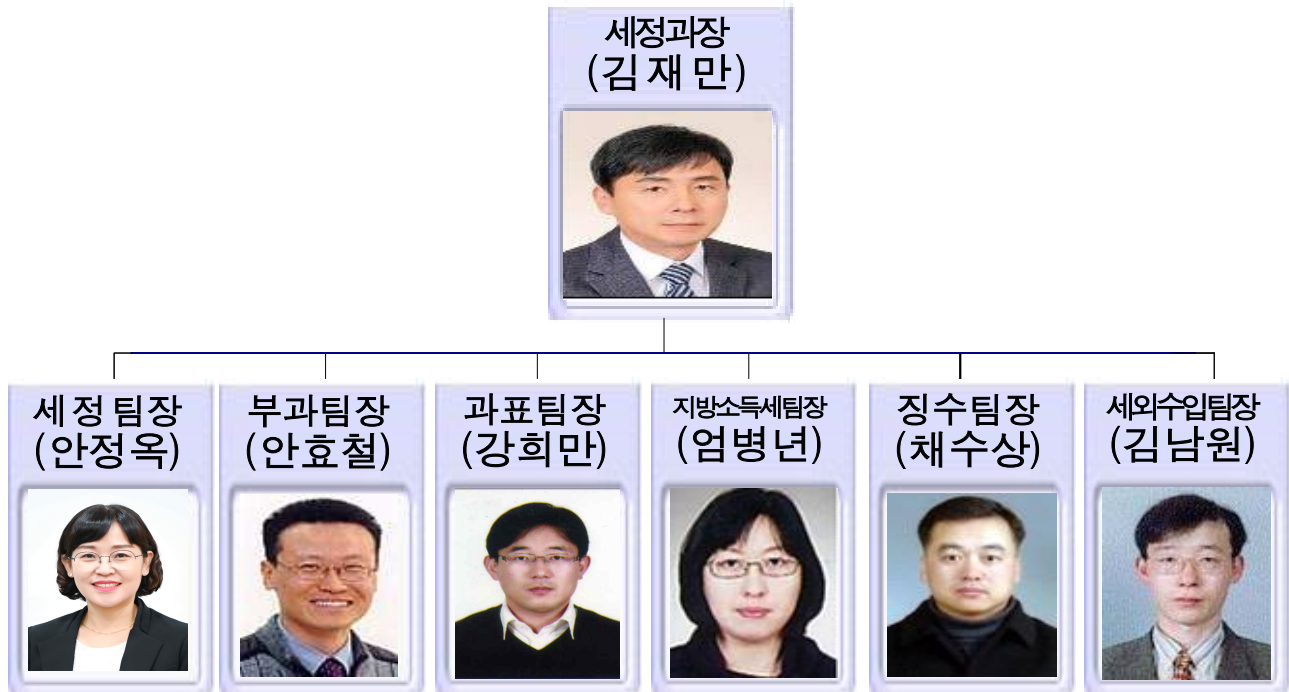 세정과장
(김재만)
세정팀장
(안정옥)
부과팀장
(안효철)
과표팀장
(강희만)
지방소득세팀장
(엄병년)
징수팀장
(채수상)
세외수입팀장
(김남원)